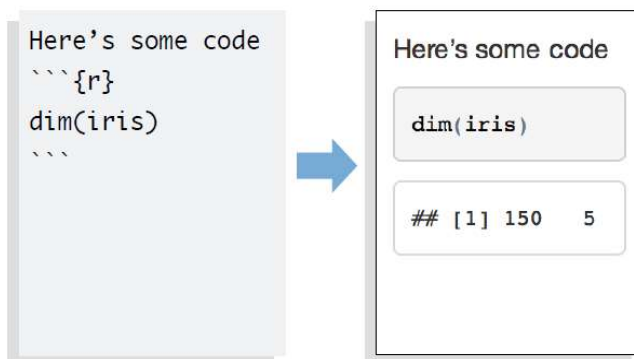 Here’s some code
```{r}
dim(iris)
```
Here’s some code
dim(iris)
## [1] 150   5